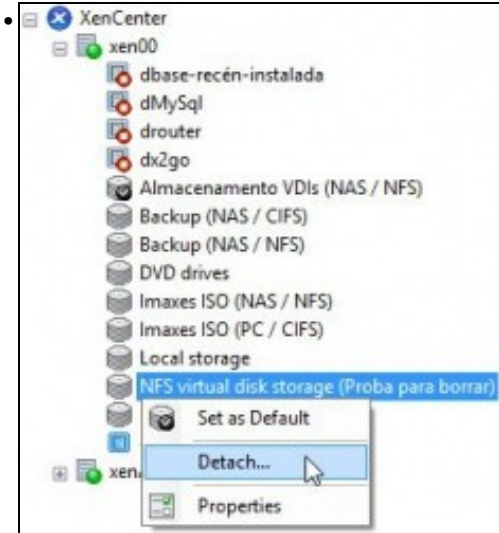 XenCenter
xen00
dbase-recén-instalada
dMySql
drouter
dx2go
Almacenamento VDIs (NAS / NFS)
Backup (NAS / CIFS)
Backup (NAS / NFS)
DVD drives
Imaxes ISO (NAS / NFS)
Imaxes ISO (PC / CIFS)
Local storage
NFS virtual disk storage (Proba para borrar)
Set as Default
Detach...
Properties